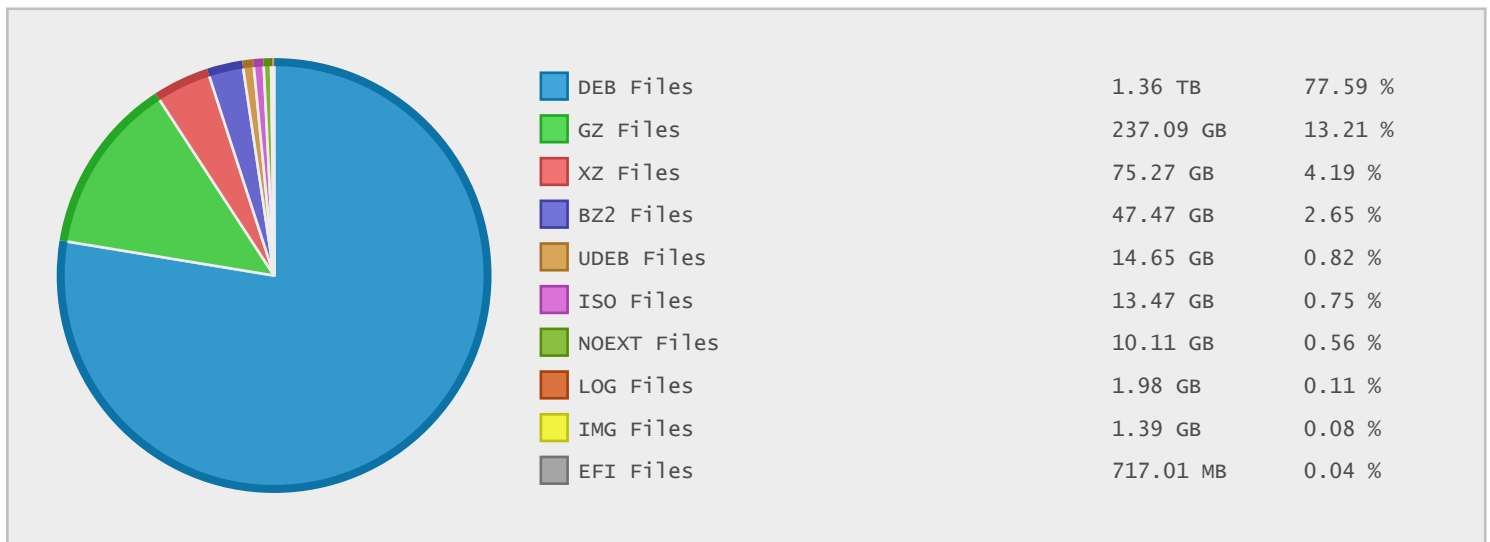 DEB Files 1.36 TB 77.59 %
GZ Files 237.09 GB 13.21 %
XZ Files 75.27 GB 4.19 %
BZ2 Files 47.47 GB 2.65 %
UDEB Files 14.65 GB 0.82 %
ISO Files 13.47 GB 0.75 %
NOEXT Files 10.11 GB 0.56 %
LOG Files 1.98 GB 0.11 %
IMG Files 1.39 GB 0.08 %
EFI Files 717.01 MB 0.04 %